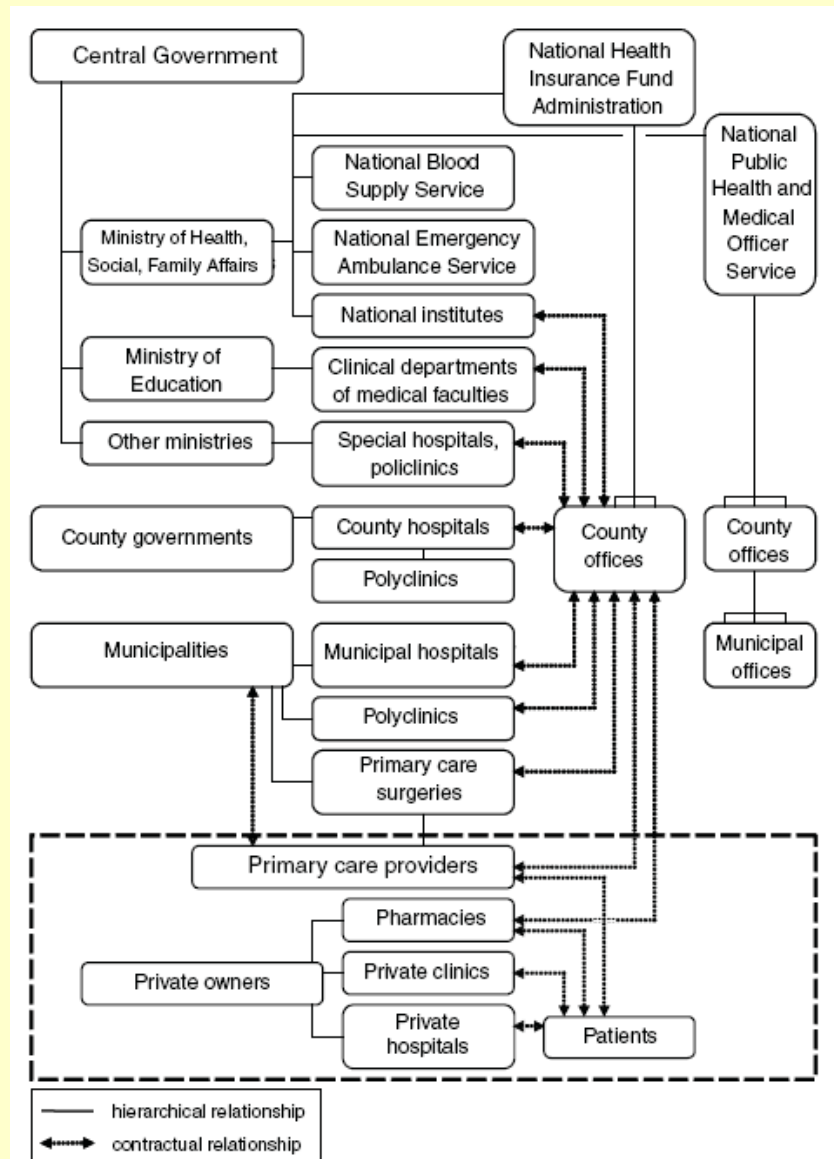 Central Government
National Health
Insurance Fund
Administration
National
Public
Health and
Medical
Officer
Service
National Blood
Supply Service
Ministry of Health,
Social, Family Affairs
National Emergency
Ambulance Service
National institutes
Ministry of
Education
Clinical departments
of medical faculties
Other ministries
Special hospitals,
policlinics
County governments
County hospitals
County
offices
County
offices
Polyclinics
Municipalities
Municipal hospitals
Municipal
offices
Polyclinics
Primary care
surgeries
Primary care providers
Pharmacies
Private owners
Private clinics
Private
hospitals
Patients
hierarchical relationship
contractual relationship